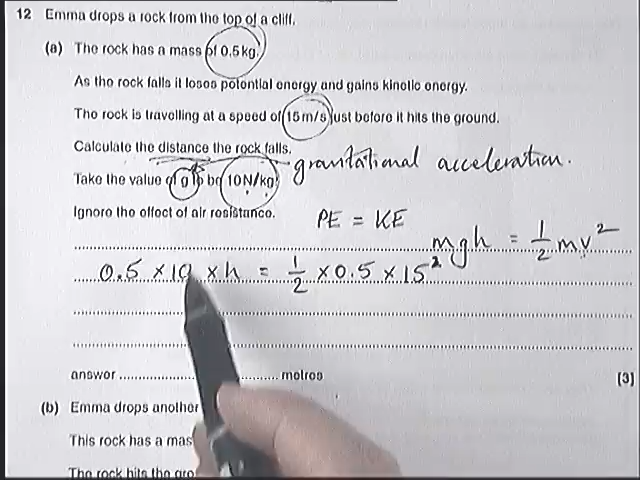 12 Emma drops a rock from the top of a cliff.
(a) The rock has a mass of 0.5 kg.
As the rock falls it loses potential energy and gains kinetic energy.
The rock is travelling at a speed of 15 m/s just before it hits the ground.
Calculate the distance the rock falls.
gravitational acceleration.
Take the value of g to be 10 N/kg.
Ignore the effect of air resistance.
PE = KE
mgh = 1/2 mv²
0.5 × 10 × h = 1/2 × 0.5 × 15²
answer .................... metres
[3]
(b) Emma drops another
This rock has a mas
The rock hits the gro